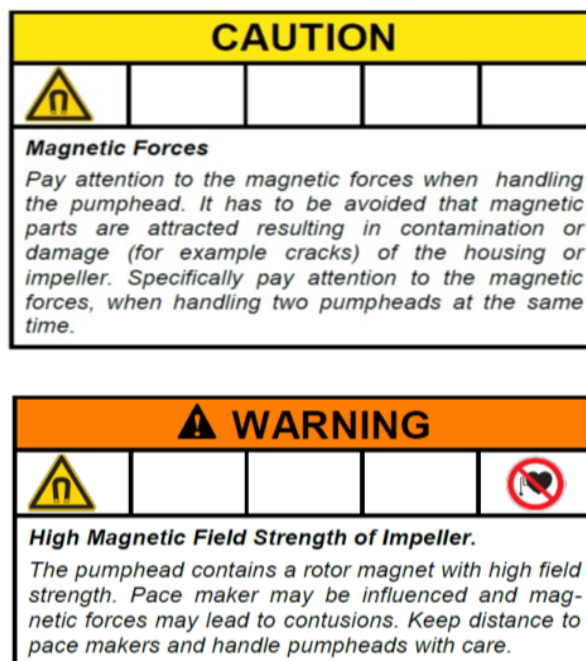 CAUTION
Magnetic Forces
Pay attention to the magnetic forces when handling
the pumphead. It has to be avoided that magnetic
parts are attracted resulting in contamination or
damage (for example cracks) of the housing or
impeller. Specifically pay attention to the magnetic
forces, when handling two pumpheads at the same
time.
WARNING
High Magnetic Field Strength of Impeller.
The pumphead contains a rotor magnet with high field
strength. Pace maker may be influenced and mag-
netic forces may lead to contusions. Keep distance to
pace makers and handle pumpheads with care.